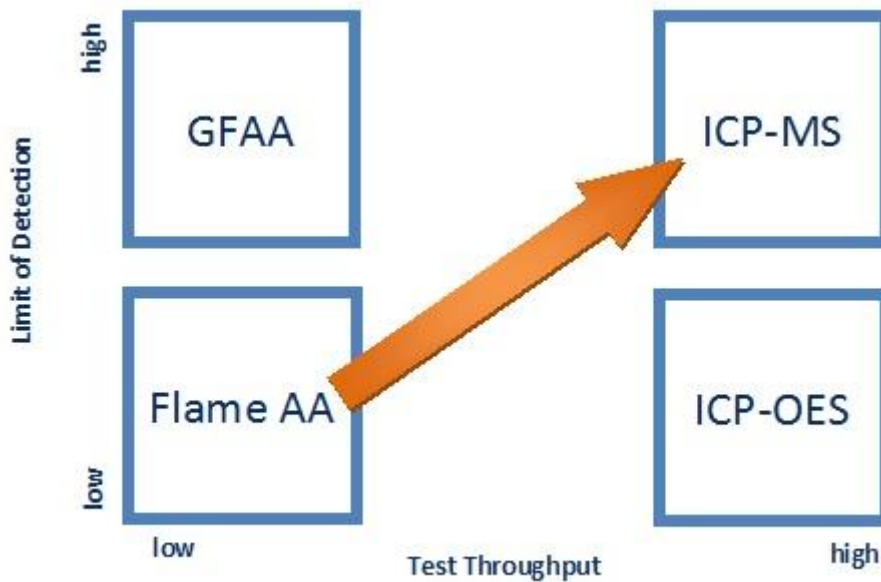 high
GFAA
ICP-MS
Limit of Detection
Flame AA
ICP-OES
low
low
Test Throughput
high